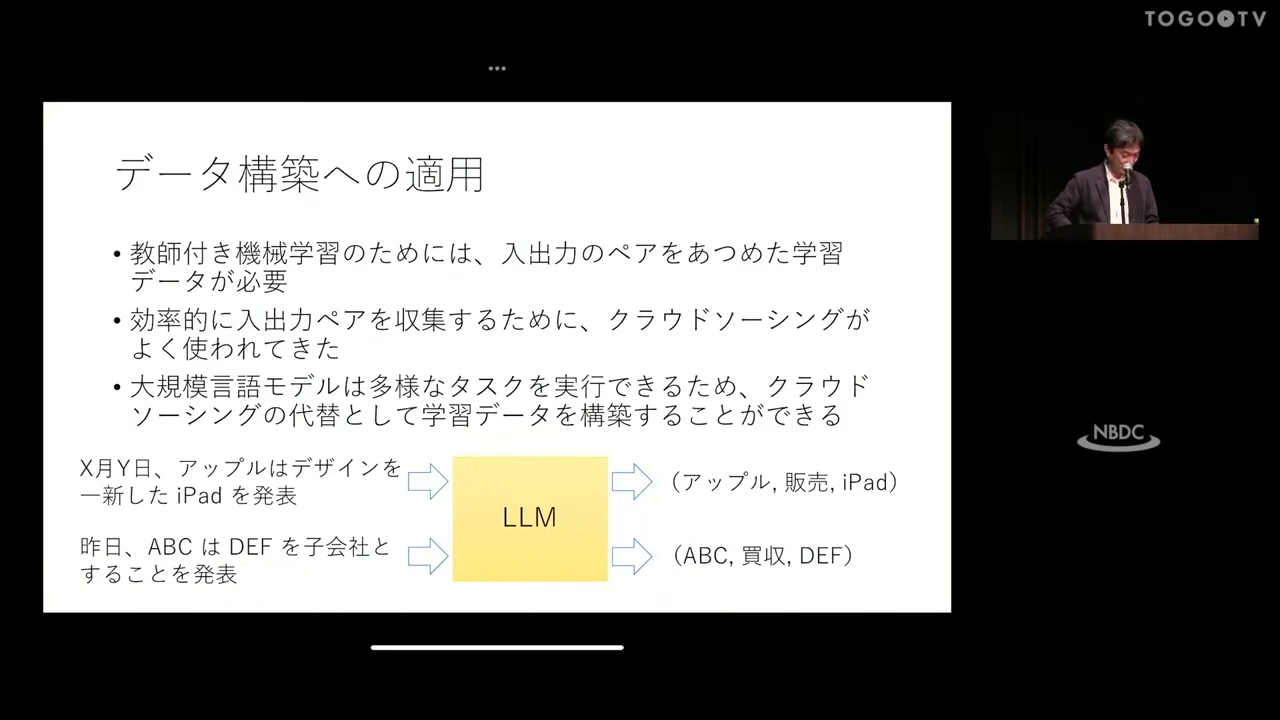 TOGO TV
データ構築への適用
• 教師付き機械学習のためには、入出力のペアをあつめた学習
データが必要
• 効率的に入出力ペアを収集するために、クラウドソーシングが
よく使われてきた
• 大規模言語モデルは多様なタスクを実行できるため、クラウド
ソーシングの代替として学習データを構築することができる
X月Y日、アップルはデザインを
一新した iPad を発表
LLM
（アップル, 販売, iPad）
昨日、ABC は DEF を子会社と
することを発表
（ABC, 買収, DEF）
NBDC